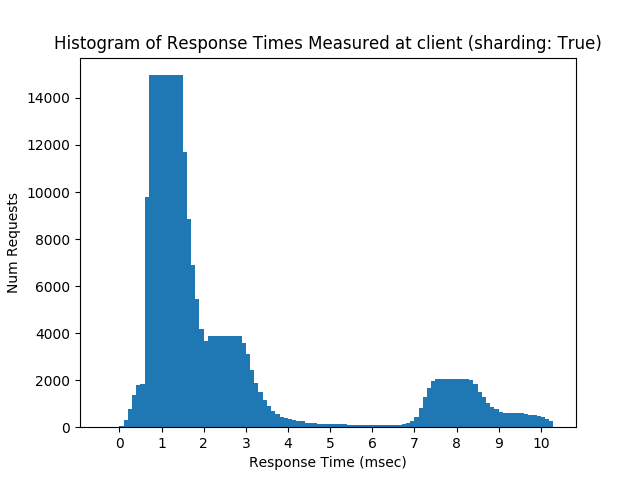 Histogram of Response Times Measured at client (sharding: True)
14000
12000
10000
8000
6000
4000
2000
0
Num Requests
0 1 2 3 4 5 6 7 8 9 10
Response Time (msec)